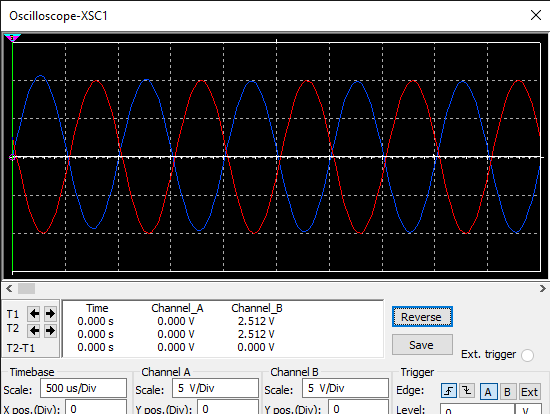 Oscilloscope-XSC1
Time Channel_A Channel_B
T1 0.000 s 0.000 V 2.512 V
T2 0.000 s 0.000 V 2.512 V
T2-T1 0.000 s 0.000 V 0.000 V
Reverse
Save
Ext. trigger
Timebase Channel A Channel B Trigger
Scale: 500 us/Div Scale: 5 V/Div Scale: 5 V/Div Edge: A B Ext
X pos.(Div): 0 Y pos.(Div): 0 Y pos.(Div): 0 Level: 0 V